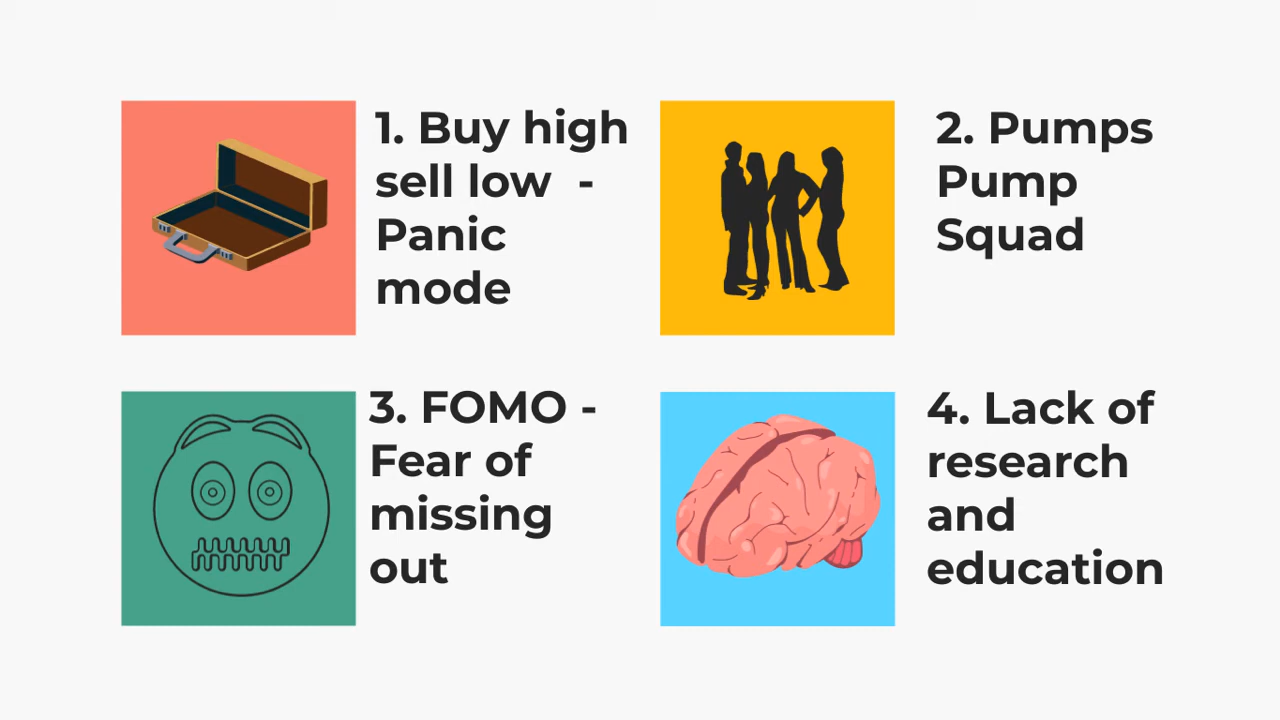 1. Buy high
sell low  -
Panic
mode
2. Pumps
Pump
Squad
3. FOMO -
Fear of
missing
out
4. Lack of
research
and
education